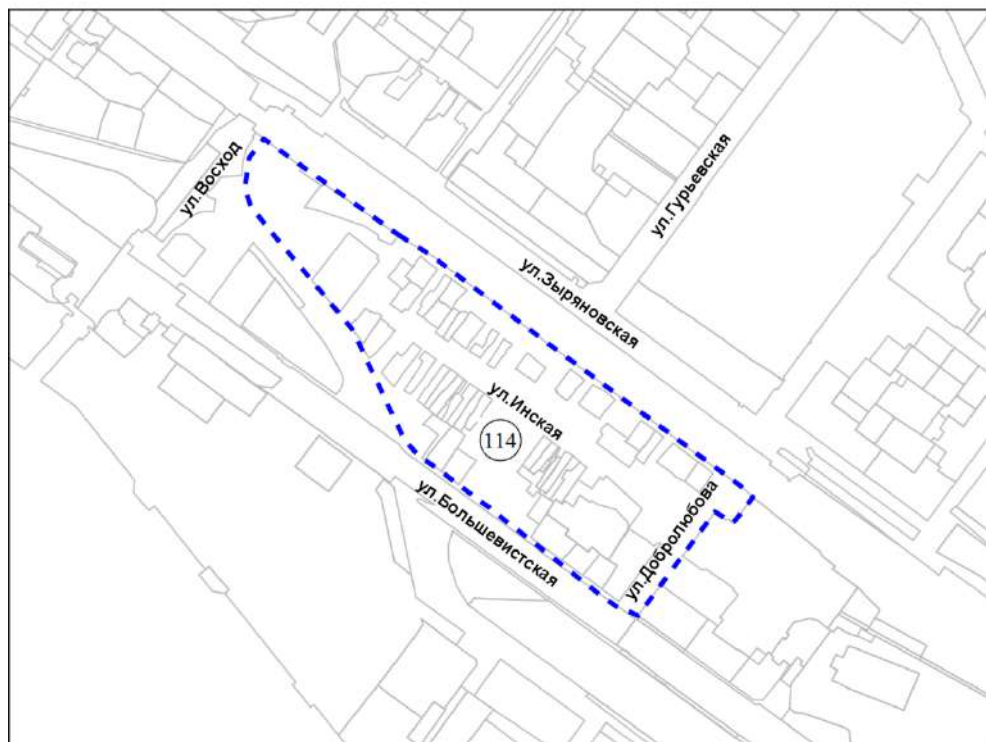 ул.Восход
ул.Гурьевская
ул.Зыряновская
ул.Инская
114
ул.Большевистская
ул.Добролюбова